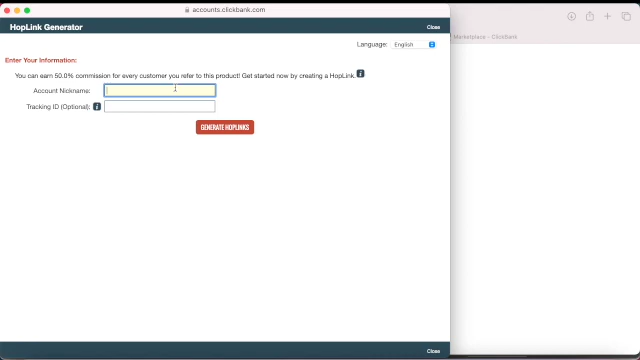 accounts.clickbank.com
HopLink Generator
Close
Marketplace - ClickBank
Language: English
Enter Your Information:
You can earn 50.0% commission for every customer you refer to this product! Get started now by creating a HopLink.
Account Nickname:
Tracking ID (Optional):
GENERATE HOPLINKS
Close